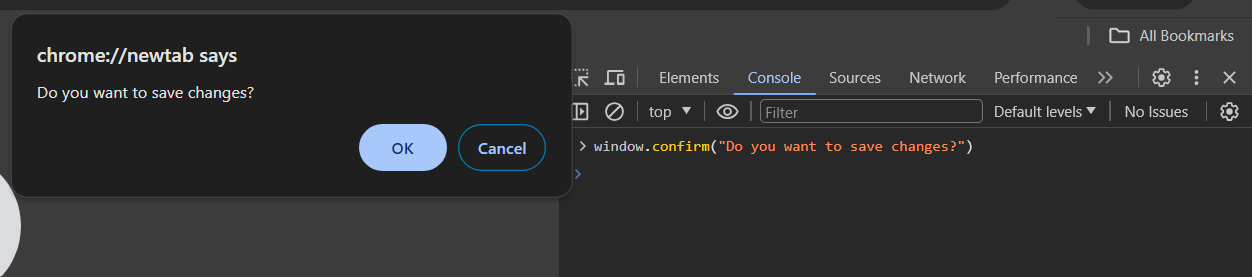 chrome://newtab says
Do you want to save changes?
OK Cancel
All Bookmarks
Elements Console Sources Network Performance
top ▼ Filter Default levels ▼ No Issues
> window.confirm("Do you want to save changes?")
>